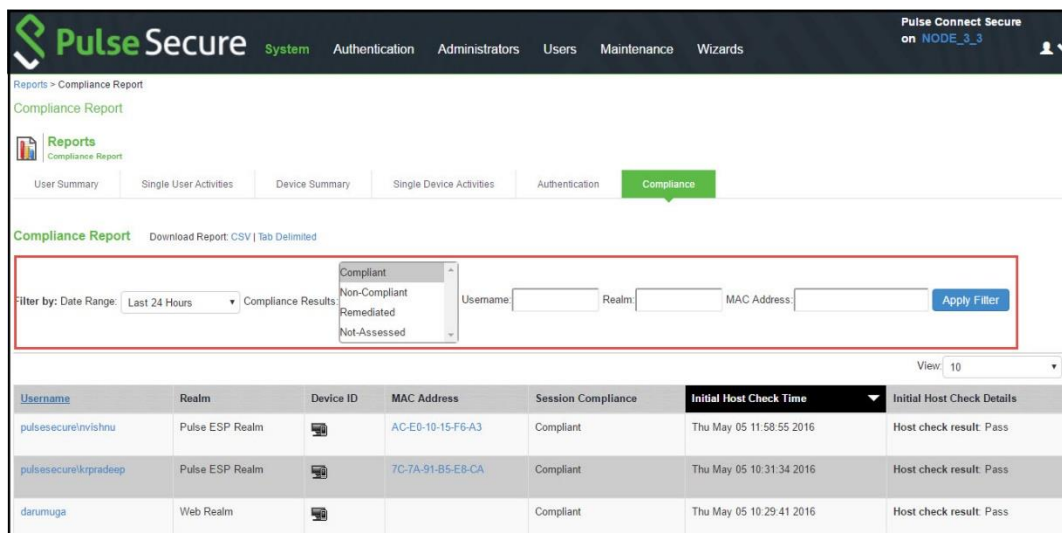 Pulse Secure System Authentication Administrators Users Maintenance Wizards
Pulse Connect Secure
on NODE_3_3
Reports > Compliance Report
Compliance Report
Reports
Compliance Report
User Summary Single User Activities Device Summary Single Device Activities Authentication Compliance
Compliance Report Download Report: CSV | Tab Delimited
Filter by: Date Range: Last 24 Hours Compliance Results:
Compliant
Non-Compliant
Remediated
Not-Assessed
Username: Realm: MAC Address: Apply Filter
View: 10
Username Realm Device ID MAC Address Session Compliance Initial Host Check Time Initial Host Check Details
pulsesecure\nvishnu Pulse ESP Realm AC-E0-10-15-F6-A3 Compliant Thu May 05 11:58:55 2016 Host check result: Pass
pulsesecure\krpradeep Pulse ESP Realm 7C-7A-91-B5-E8-CA Compliant Thu May 05 10:31:34 2016 Host check result: Pass
darumuga Web Realm Compliant Thu May 05 10:29:41 2016 Host check result: Pass